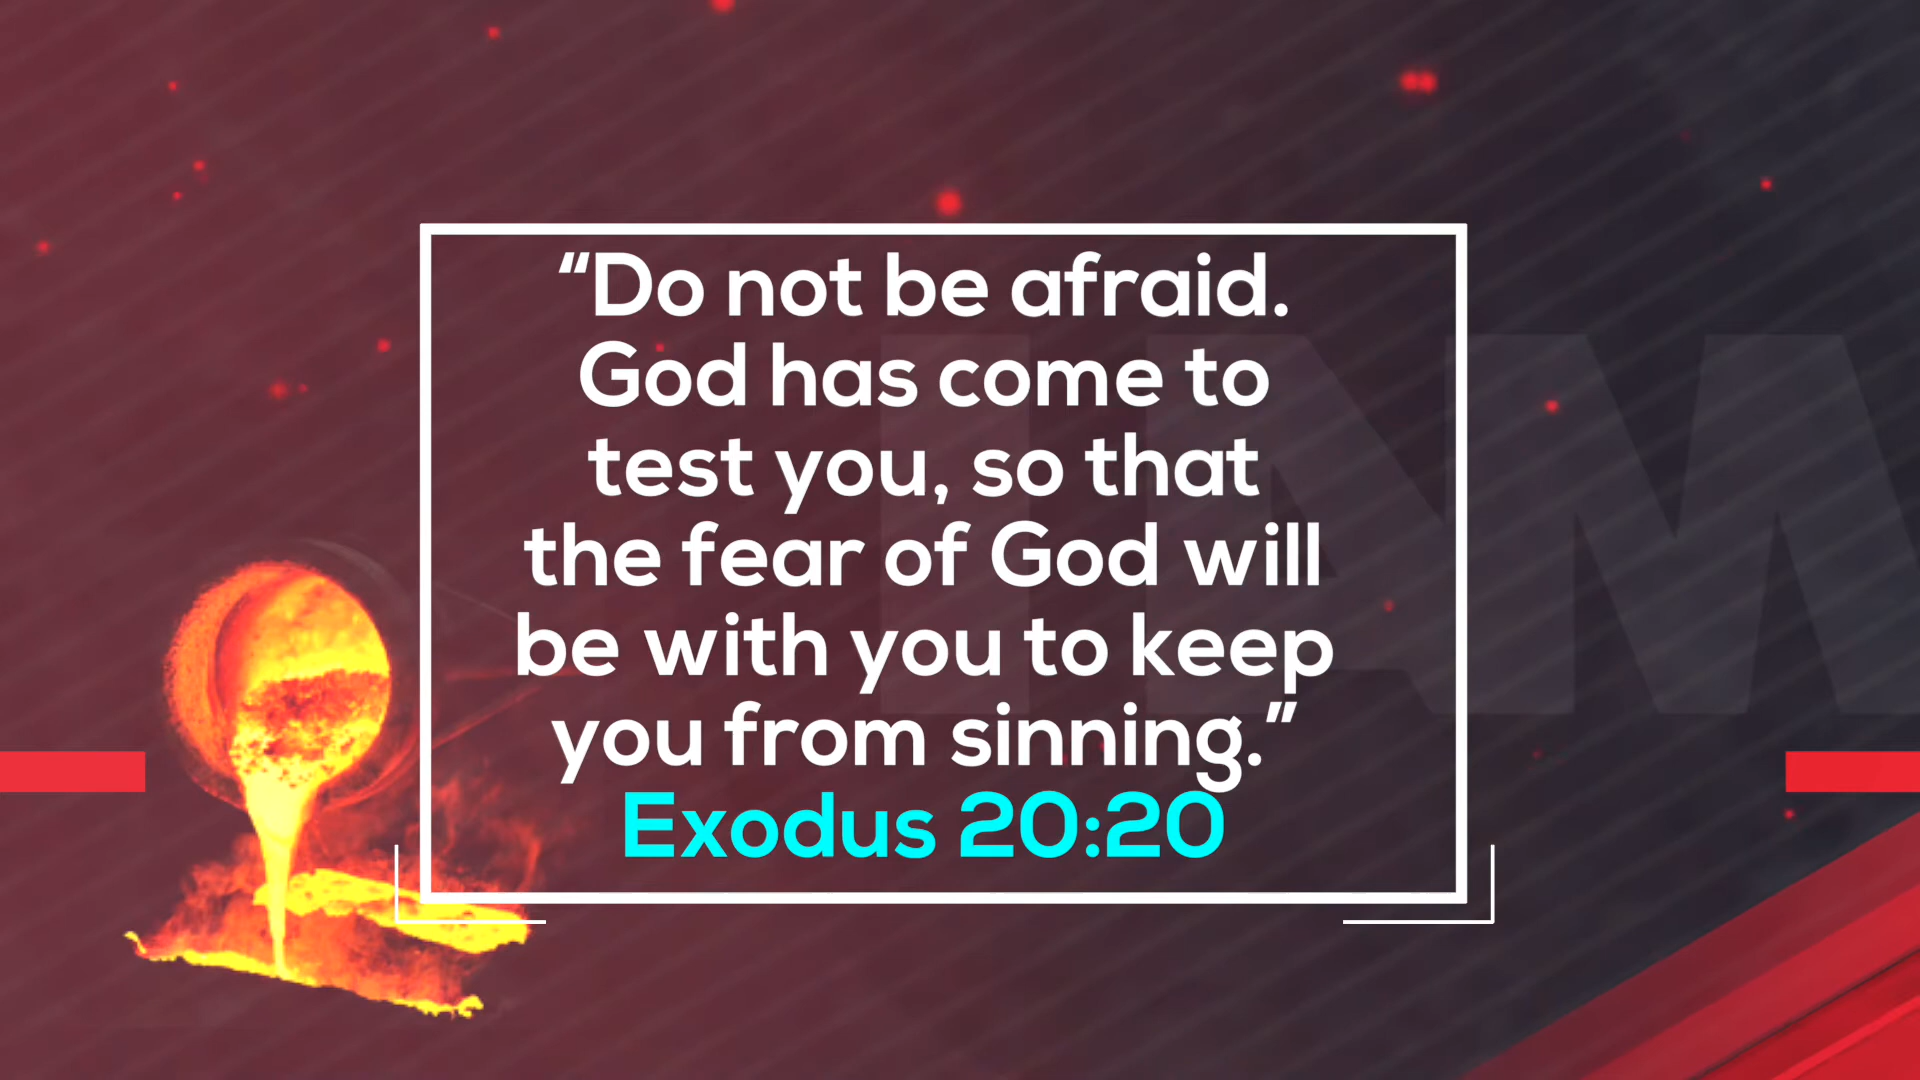 “Do not be afraid.
God has come to
test you, so that
the fear of God will
be with you to keep
you from sinning.”
Exodus 20:20
I AM